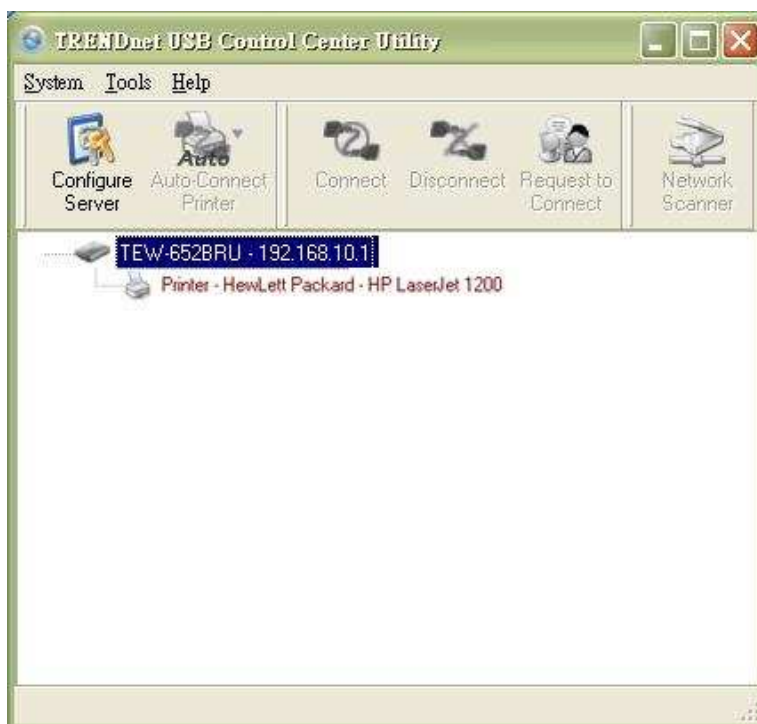 TRENDnet USB Control Center Utility
System Tools Help
Configure Server
Auto
Auto-Connect Printer
Connect
Disconnect
Request to Connect
Network Scanner
TEW-652BRU - 192.168.10.1
Printer - HewLett Packard - HP LaserJet 1200